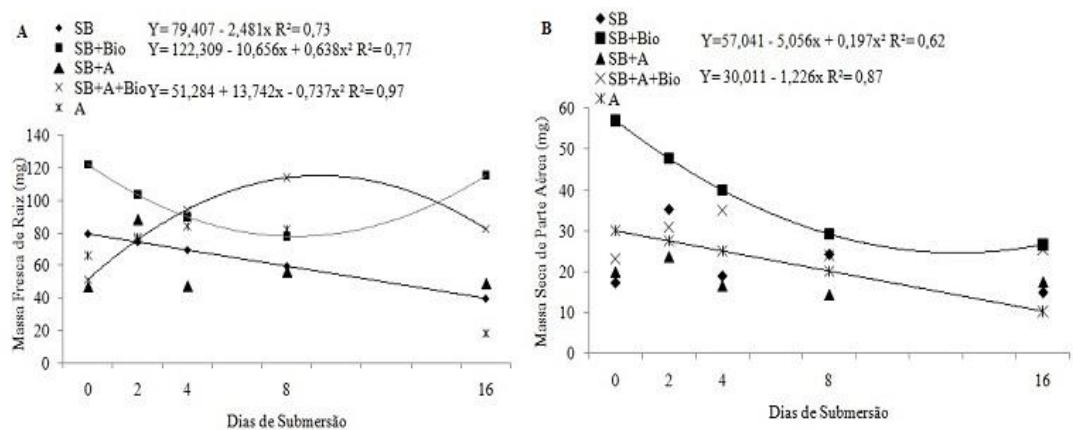 A
SB Y= 79,407 - 2,481x R²= 0,73
SB+Bio Y= 122,309 - 10,656x + 0,638x² R²= 0,77
SB+A
SB+A+Bio Y= 51,284 + 13,742x - 0,737x² R²= 0,97
A
Massa Fresca de Raiz (mg)
140
120
100
80
60
40
20
0
0 2 4 8 16
Dias de Submersão
B
SB
SB+Bio Y=57,041 - 5,056x + 0,197x² R²= 0,62
SB+A
SB+A+Bio Y= 30,011 - 1,226x R²= 0,87
A
Massa Seca de Parte Aérea (mg)
60
50
40
30
20
10
0
0 2 4 8 16
Dias de Submersão